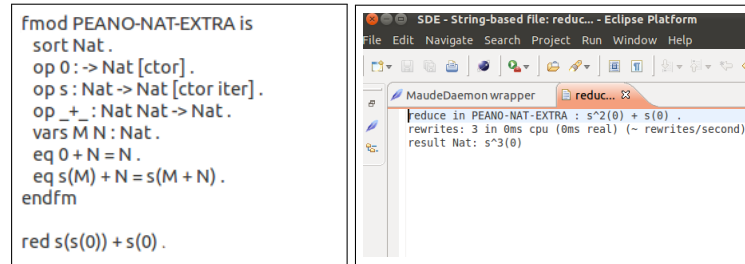 fmod PEANO-NAT-EXTRA is
sort Nat .
op 0 : -> Nat [ctor] .
op s : Nat -> Nat [ctor iter] .
op _+_ : Nat Nat -> Nat .
vars M N : Nat .
eq 0 + N = N .
eq s(M) + N = s(M + N) .
endfm
red s(s(0)) + s(0) .
SDE - String-based file: reduc... - Eclipse Platform
File Edit Navigate Search Project Run Window Help
MaudeDaemon wrapper reduc...
reduce in PEANO-NAT-EXTRA : s^2(0) + s(0) .
rewrites: 3 in 0ms cpu (0ms real) (~ rewrites/second)
result Nat: s^3(0)